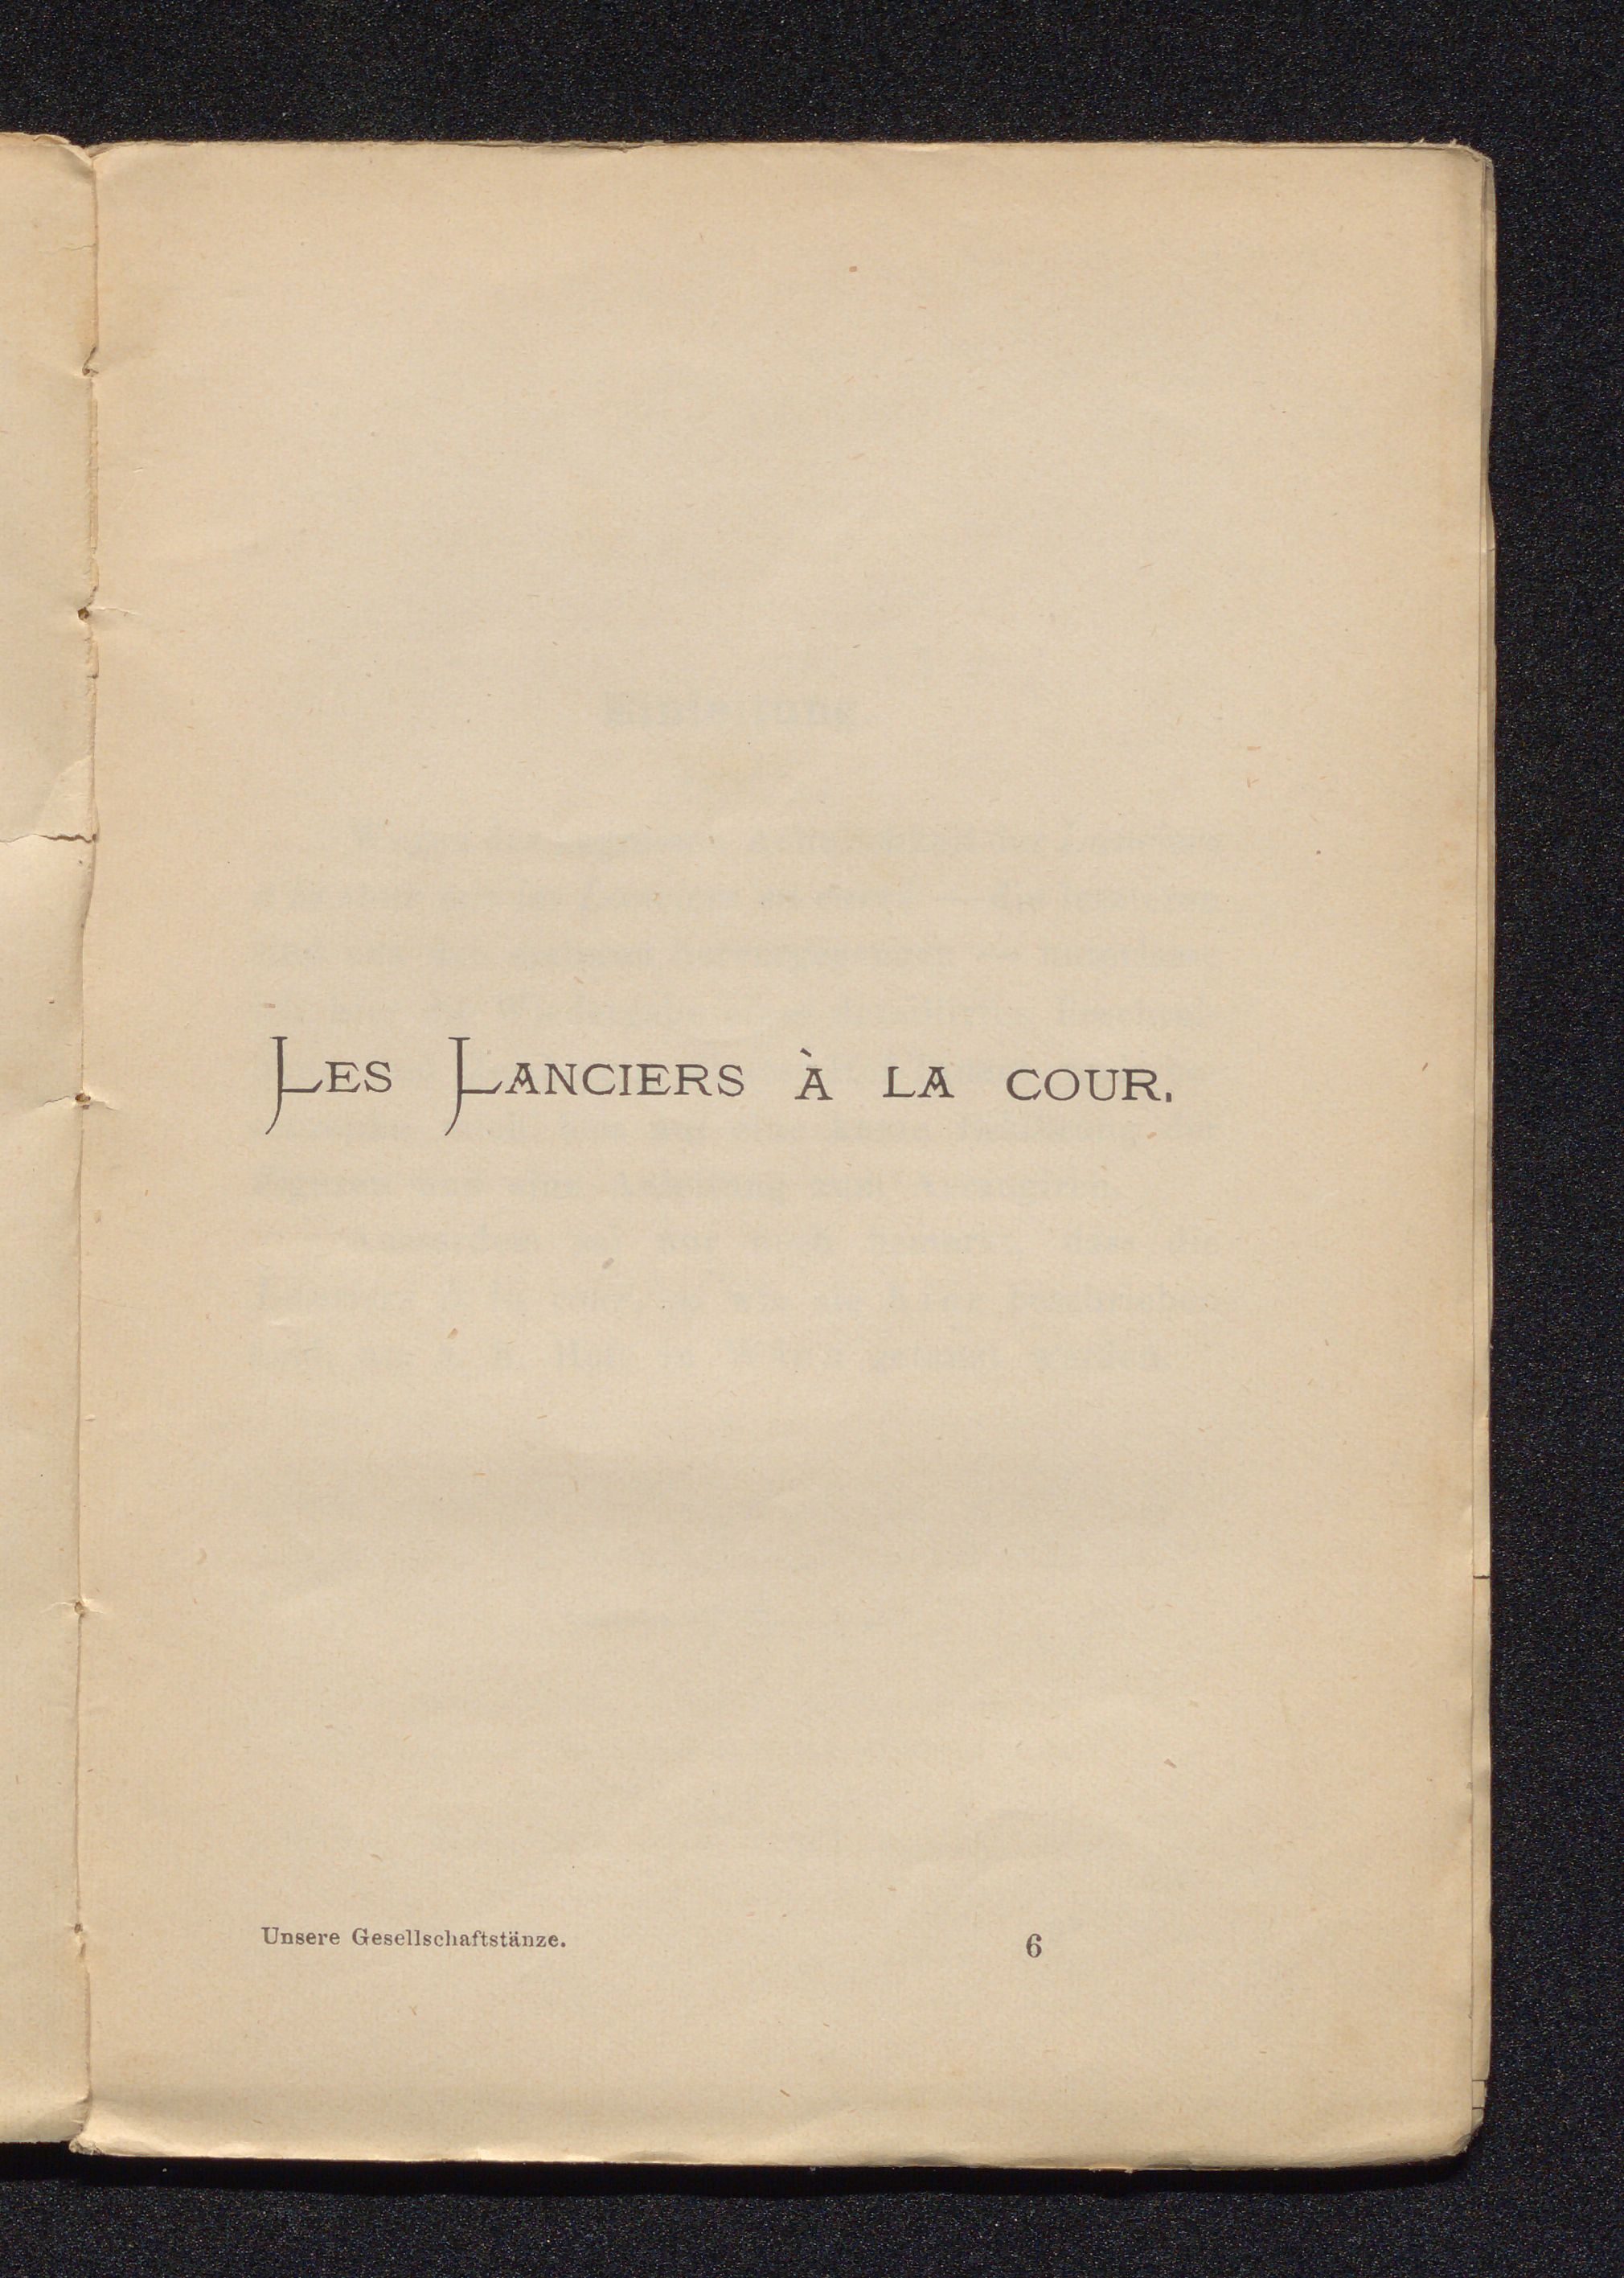 LES LANCIERS À LA COUR.
Unsere Gesellschaftstänze. 6